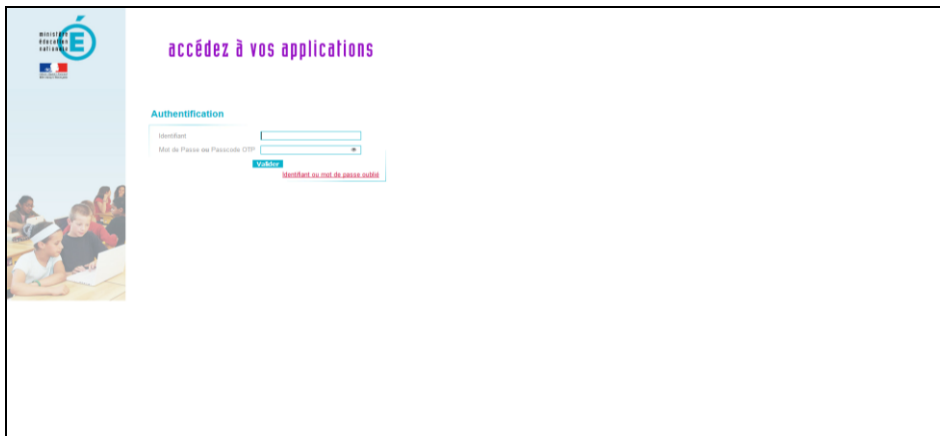 ministère
éducation
nationale
É
accédez à vos applications
Authentification
Identifiant
Mot de Passe ou Passcode OTP
Valider
Identifiant ou mot de passe oublié